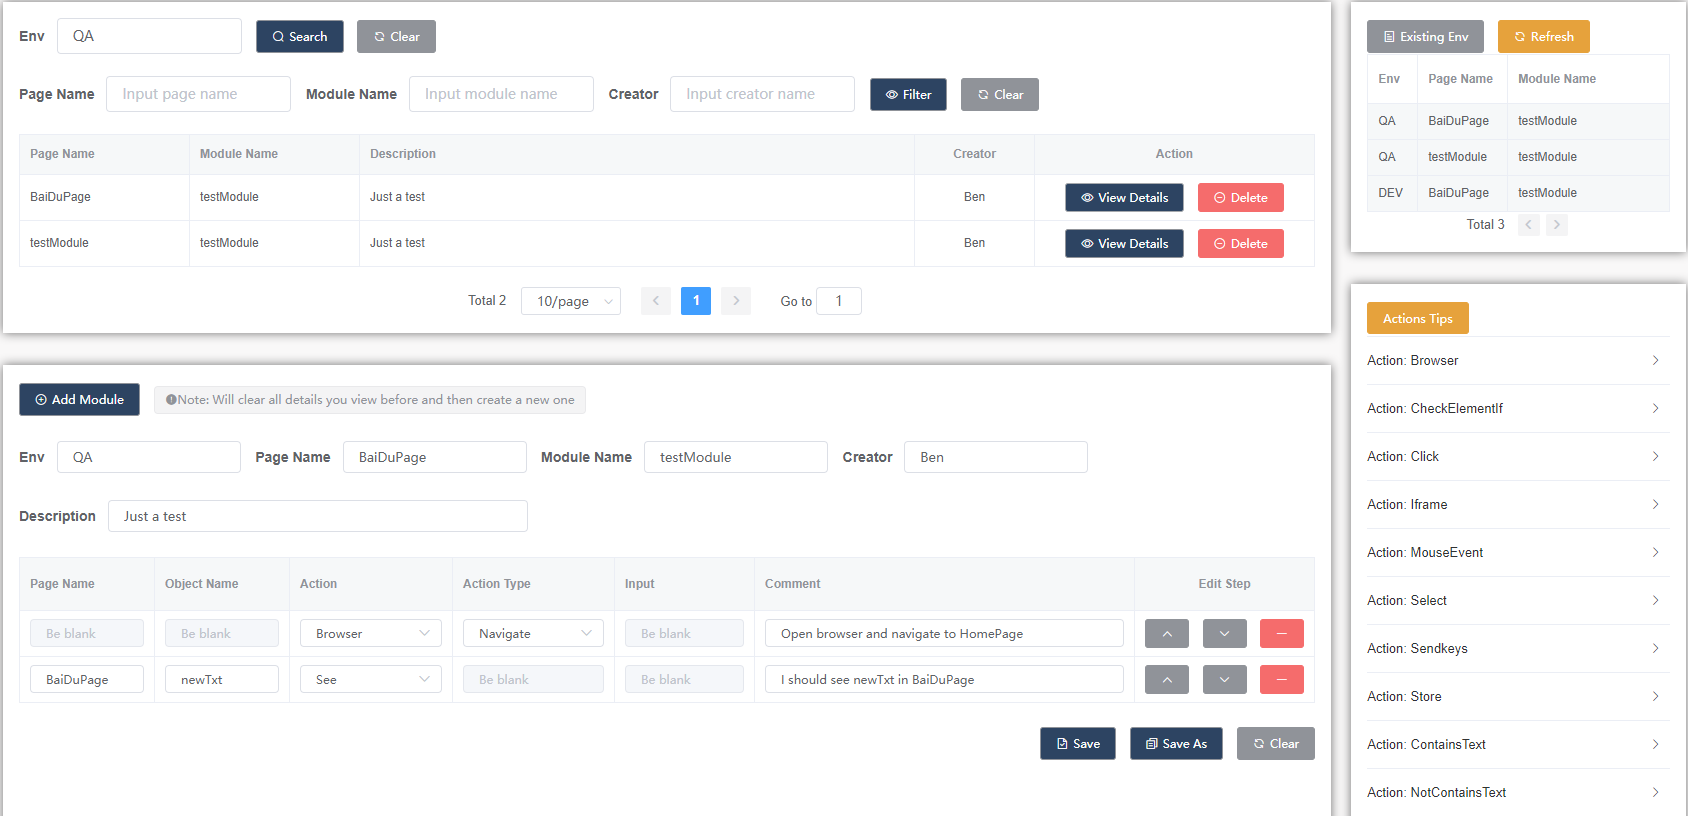 Env QA Search Clear
Page Name Input page name Module Name Input module name Creator Input creator name Filter Clear
Page Name Module Name Description Creator Action
BaiDuPage testModule Just a test Ben View Details Delete
testModule testModule Just a test Ben View Details Delete
Total 2 10/page 1 Go to 1
Add Module Note: Will clear all details you view before and then create a new one
Env QA Page Name BaiDuPage Module Name testModule Creator Ben
Description Just a test
Page Name Object Name Action Action Type Input Comment Edit Step
Be blank Be blank Browser Navigate Be blank Open browser and navigate to HomePage
BaiDuPage newTxt See Be blank Be blank I should see newTxt in BaiDuPage
Save Save As Clear
Existing Env Refresh
Env Page Name Module Name
QA BaiDuPage testModule
QA testModule testModule
DEV BaiDuPage testModule
Total 3
Actions Tips
Action: Browser
Action: CheckElementIf
Action: Click
Action: Iframe
Action: MouseEvent
Action: Select
Action: Sendkeys
Action: Store
Action: ContainsText
Action: NotContainsText